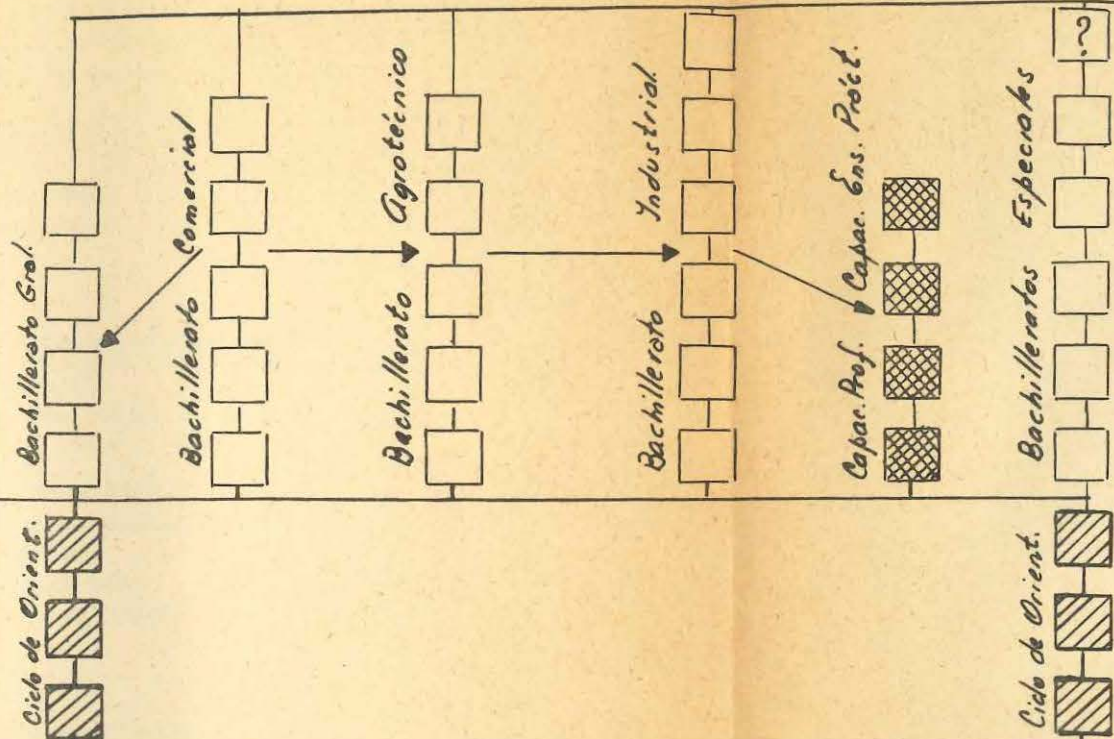 Bachillerato Gral.
Bachillerato Comercial
Bachillerato Agrotécnico
Bachillerato Industrial
Capac. Prof. Capac. Ens. Práct.
Bachilleratos Especiales
?
Ciclo de Orient.
Ciclo de Orient.